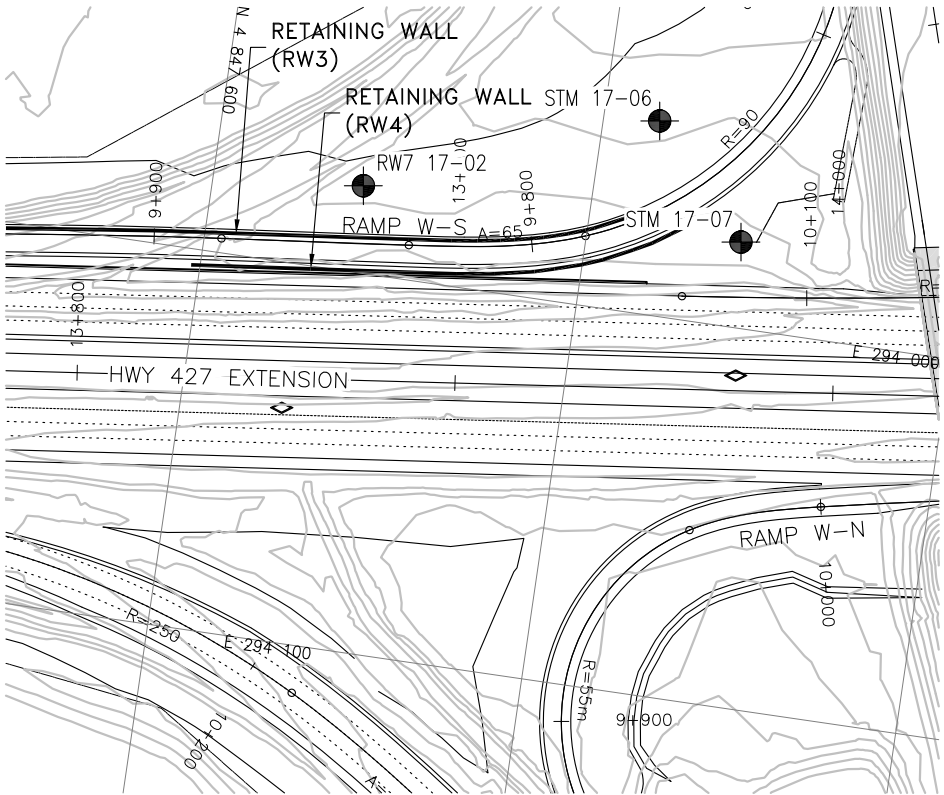 N 4 847 600
RETAINING WALL
(RW3)
RETAINING WALL
(RW4)
STM 17-06
RW7 17-02
R=90
9+900
9+800
10+100
14+000
RAMP W-S
A=65
STM 17-07
13+800
E 294 000
HWY 427 EXTENSION
RAMP W-N
10+000
R=250
E 294 100
R=55m
9+900
10+200